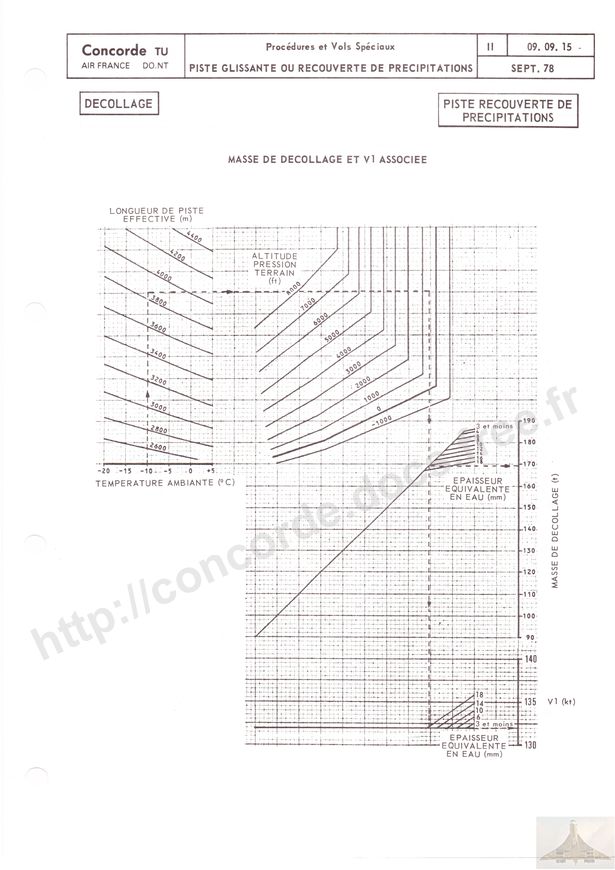 Concorde TU
AIR FRANCE DO.NT
Procédures et Vols Spéciaux
PISTE GLISSANTE OU RECOUVERTE DE PRECIPITATIONS
II
09. 09. 15 -
SEPT. 78
DECOLLAGE
PISTE RECOUVERTE DE
PRECIPITATIONS
MASSE DE DECOLLAGE ET V1 ASSOCIEE
LONGUEUR DE PISTE
EFFECTIVE (m)
4400
4200
4000
3800
3600
3400
3200
3000
2800
2600
-20 -15 -10 -5 0 +5
TEMPERATURE AMBIANTE (°C)
ALTITUDE
PRESSION
TERRAIN
(ft)
8000
7000
6000
5000
4000
3000
2000
1000
0
-1000
3 et moins
EPAISSEUR
EQUIVALENTE
EN EAU (mm)
190
180
170
160
150
140
130
120
110
100
90
MASSE DE DECOLLAGE (t)
140
135
130
V1 (kt)
18
14
10
6
3 et moins
EPAISEUR
EQUIVALENTE
EN EAU (mm)
http://concorde.docavfree.fr